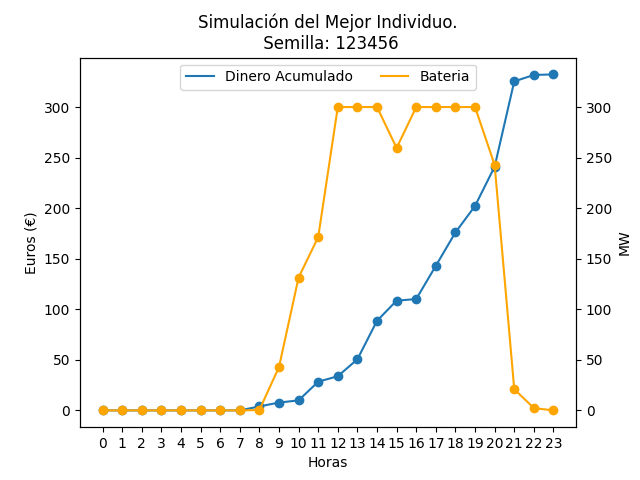 Simulación del Mejor Individuo.
Semilla: 123456
Dinero Acumulado
Bateria
300
250
200
150
100
50
0
Euros (€)
300
250
200
150
100
50
0
MW
0 1 2 3 4 5 6 7 8 9 10 11 12 13 14 15 16 17 18 19 20 21 22 23
Horas